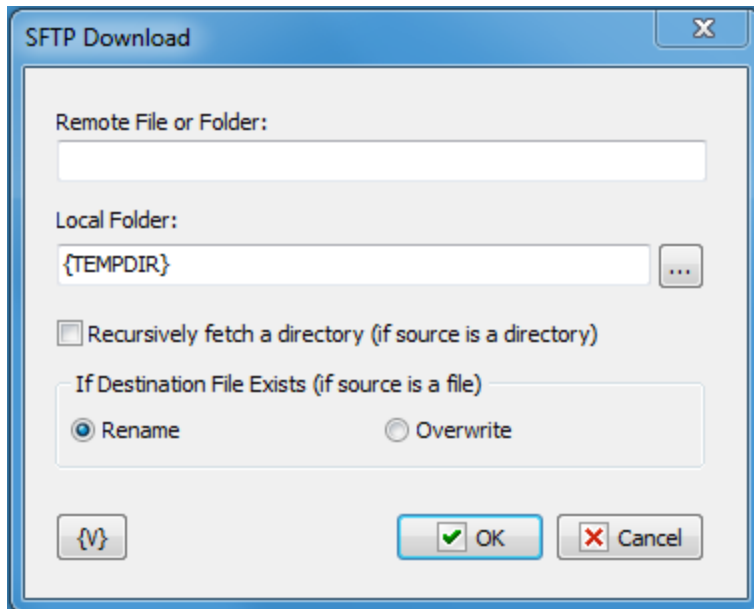 SFTP Download
Remote File or Folder:
Local Folder:
{TEMPDIR}
...
Recursively fetch a directory (if source is a directory)
If Destination File Exists (if source is a file)
Rename Overwrite
{V} OK Cancel